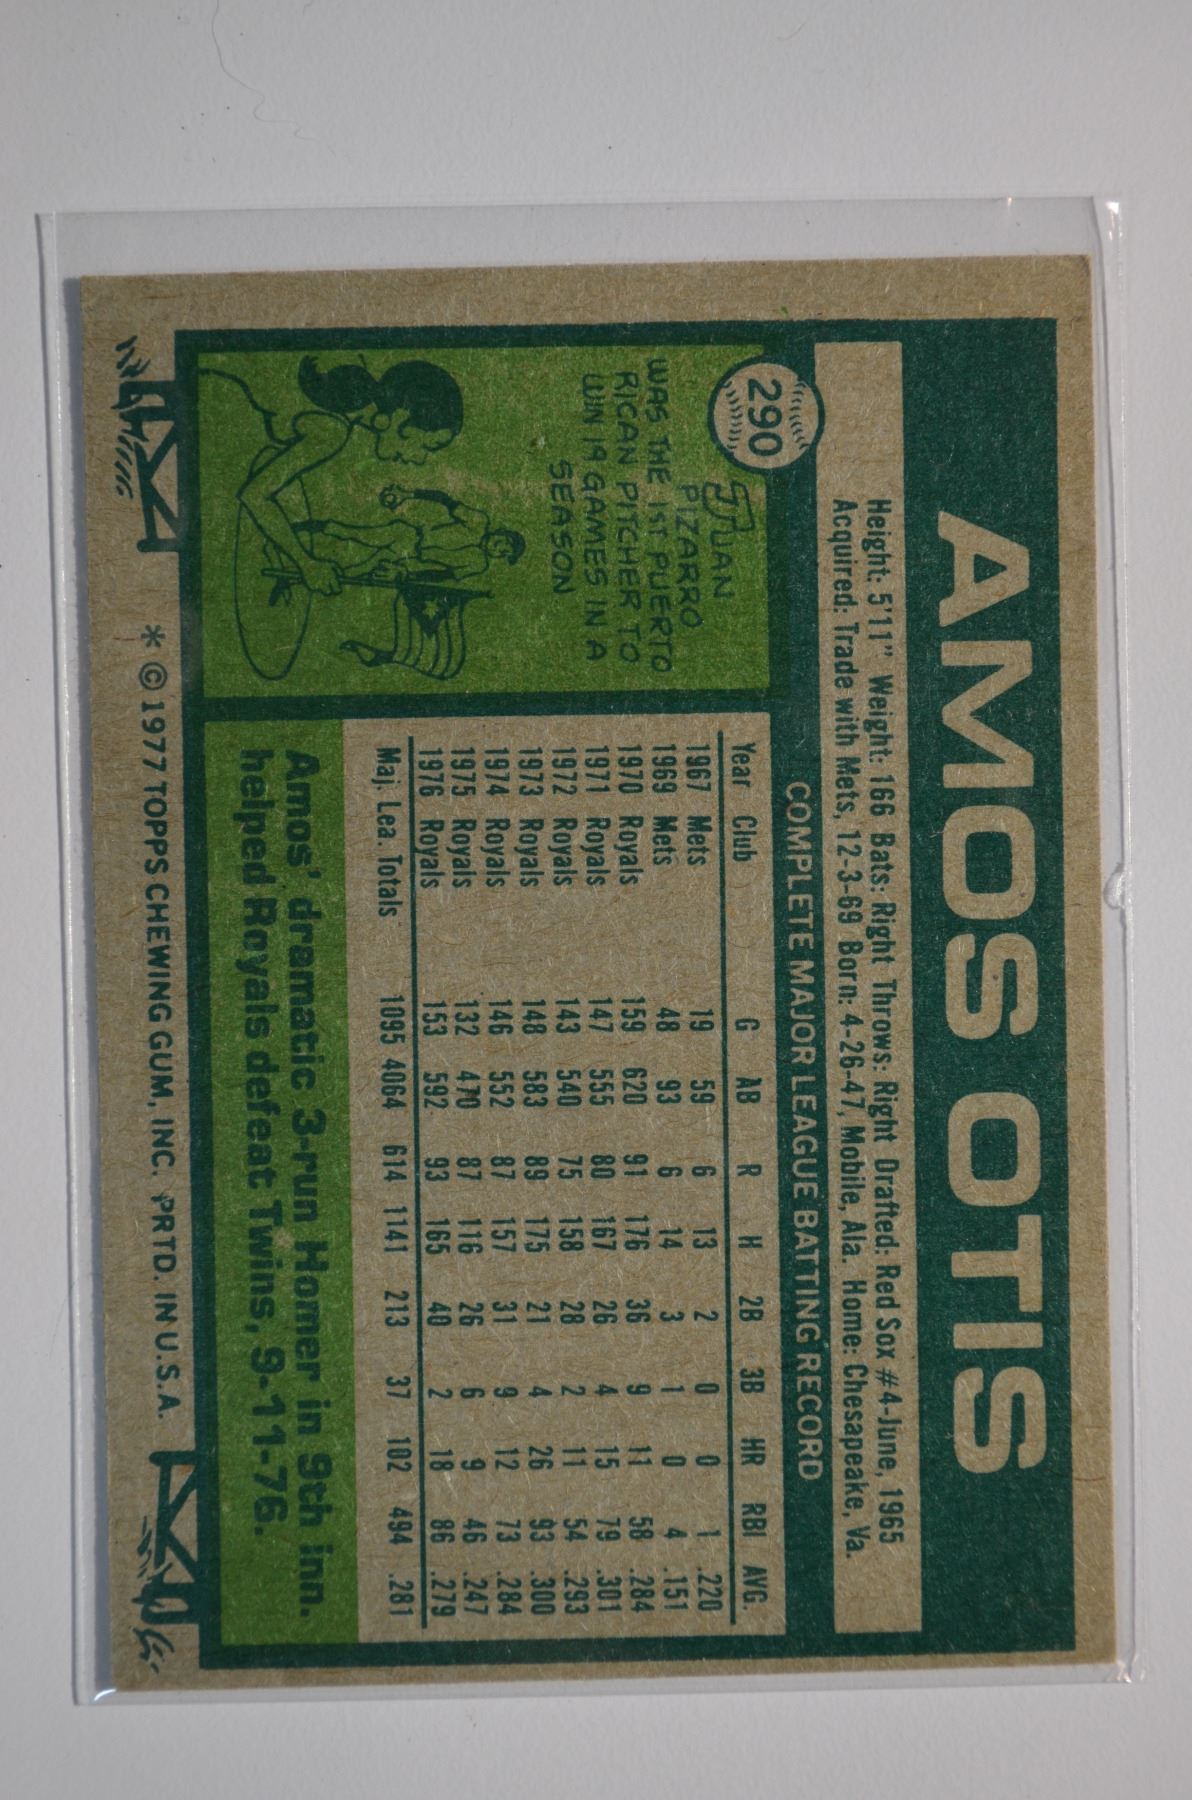 AMOS OTIS
Height: 5'11" Weight: 166 Bats: Right Throws: Right Drafted: Red Sox #4-June, 1965
Acquired: Trade with Mets, 12-3-69 Born: 4-26-47, Mobile, Ala. Home: Chesapeake, Va.
290
COMPLETE MAJOR LEAGUE BATTING RECORD
JUAN
PIZARRO
WAS THE 1ST PUERTO
RICAN PITCHER TO
WIN 19 GAMES IN A
SEASON
Year Club G AB R H 2B 3B HR RBI AVG.
1967 Mets 19 59 6 13 2 0 0 1 .220
1969 Mets 48 93 6 14 3 1 0 4 .151
1970 Royals 159 620 91 176 36 9 11 58 .284
1971 Royals 147 555 80 167 26 4 15 79 .301
1972 Royals 143 540 75 158 28 2 11 54 .293
1973 Royals 148 583 89 175 21 4 26 93 .300
1974 Royals 146 552 87 157 31 9 12 73 .284
1975 Royals 132 470 87 116 26 6 9 46 .247
1976 Royals 153 592 93 165 40 2 18 86 .279
Maj. Lea. Totals 1095 4064 614 1141 213 37 102 494 .281
Amos' dramatic 3-run Homer in 9th inn.
helped Royals defeat Twins, 9-11-76.
* ©1977 TOPPS CHEWING GUM, INC. PRTD. IN U.S.A.